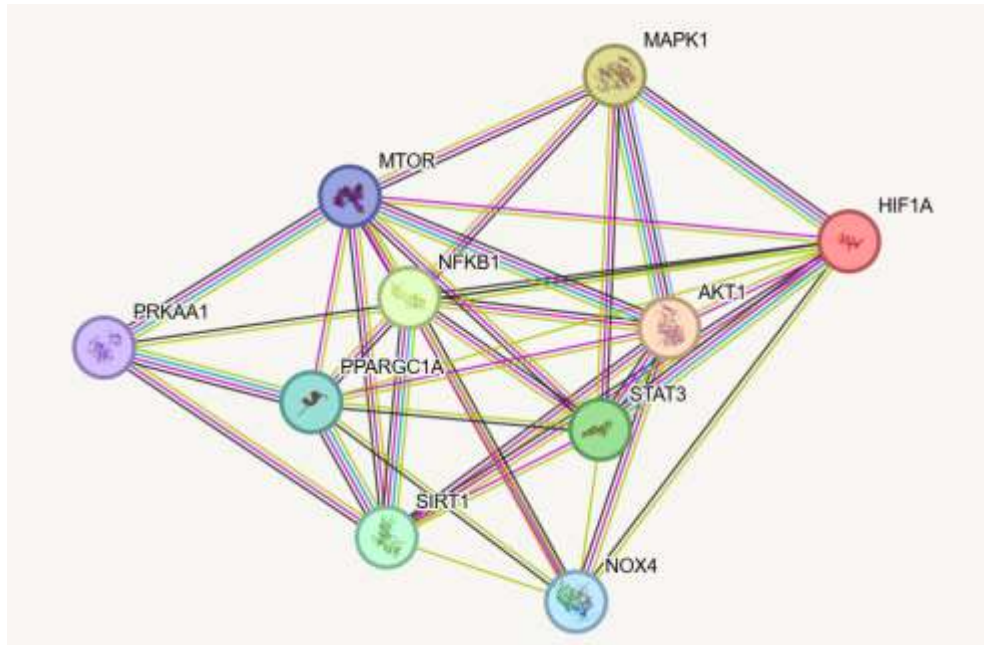 MAPK1
MTOR
HIF1A
NFKB1
AKT1
PRKAA1
PPARGC1A
STAT3
SIRT1
NOX4